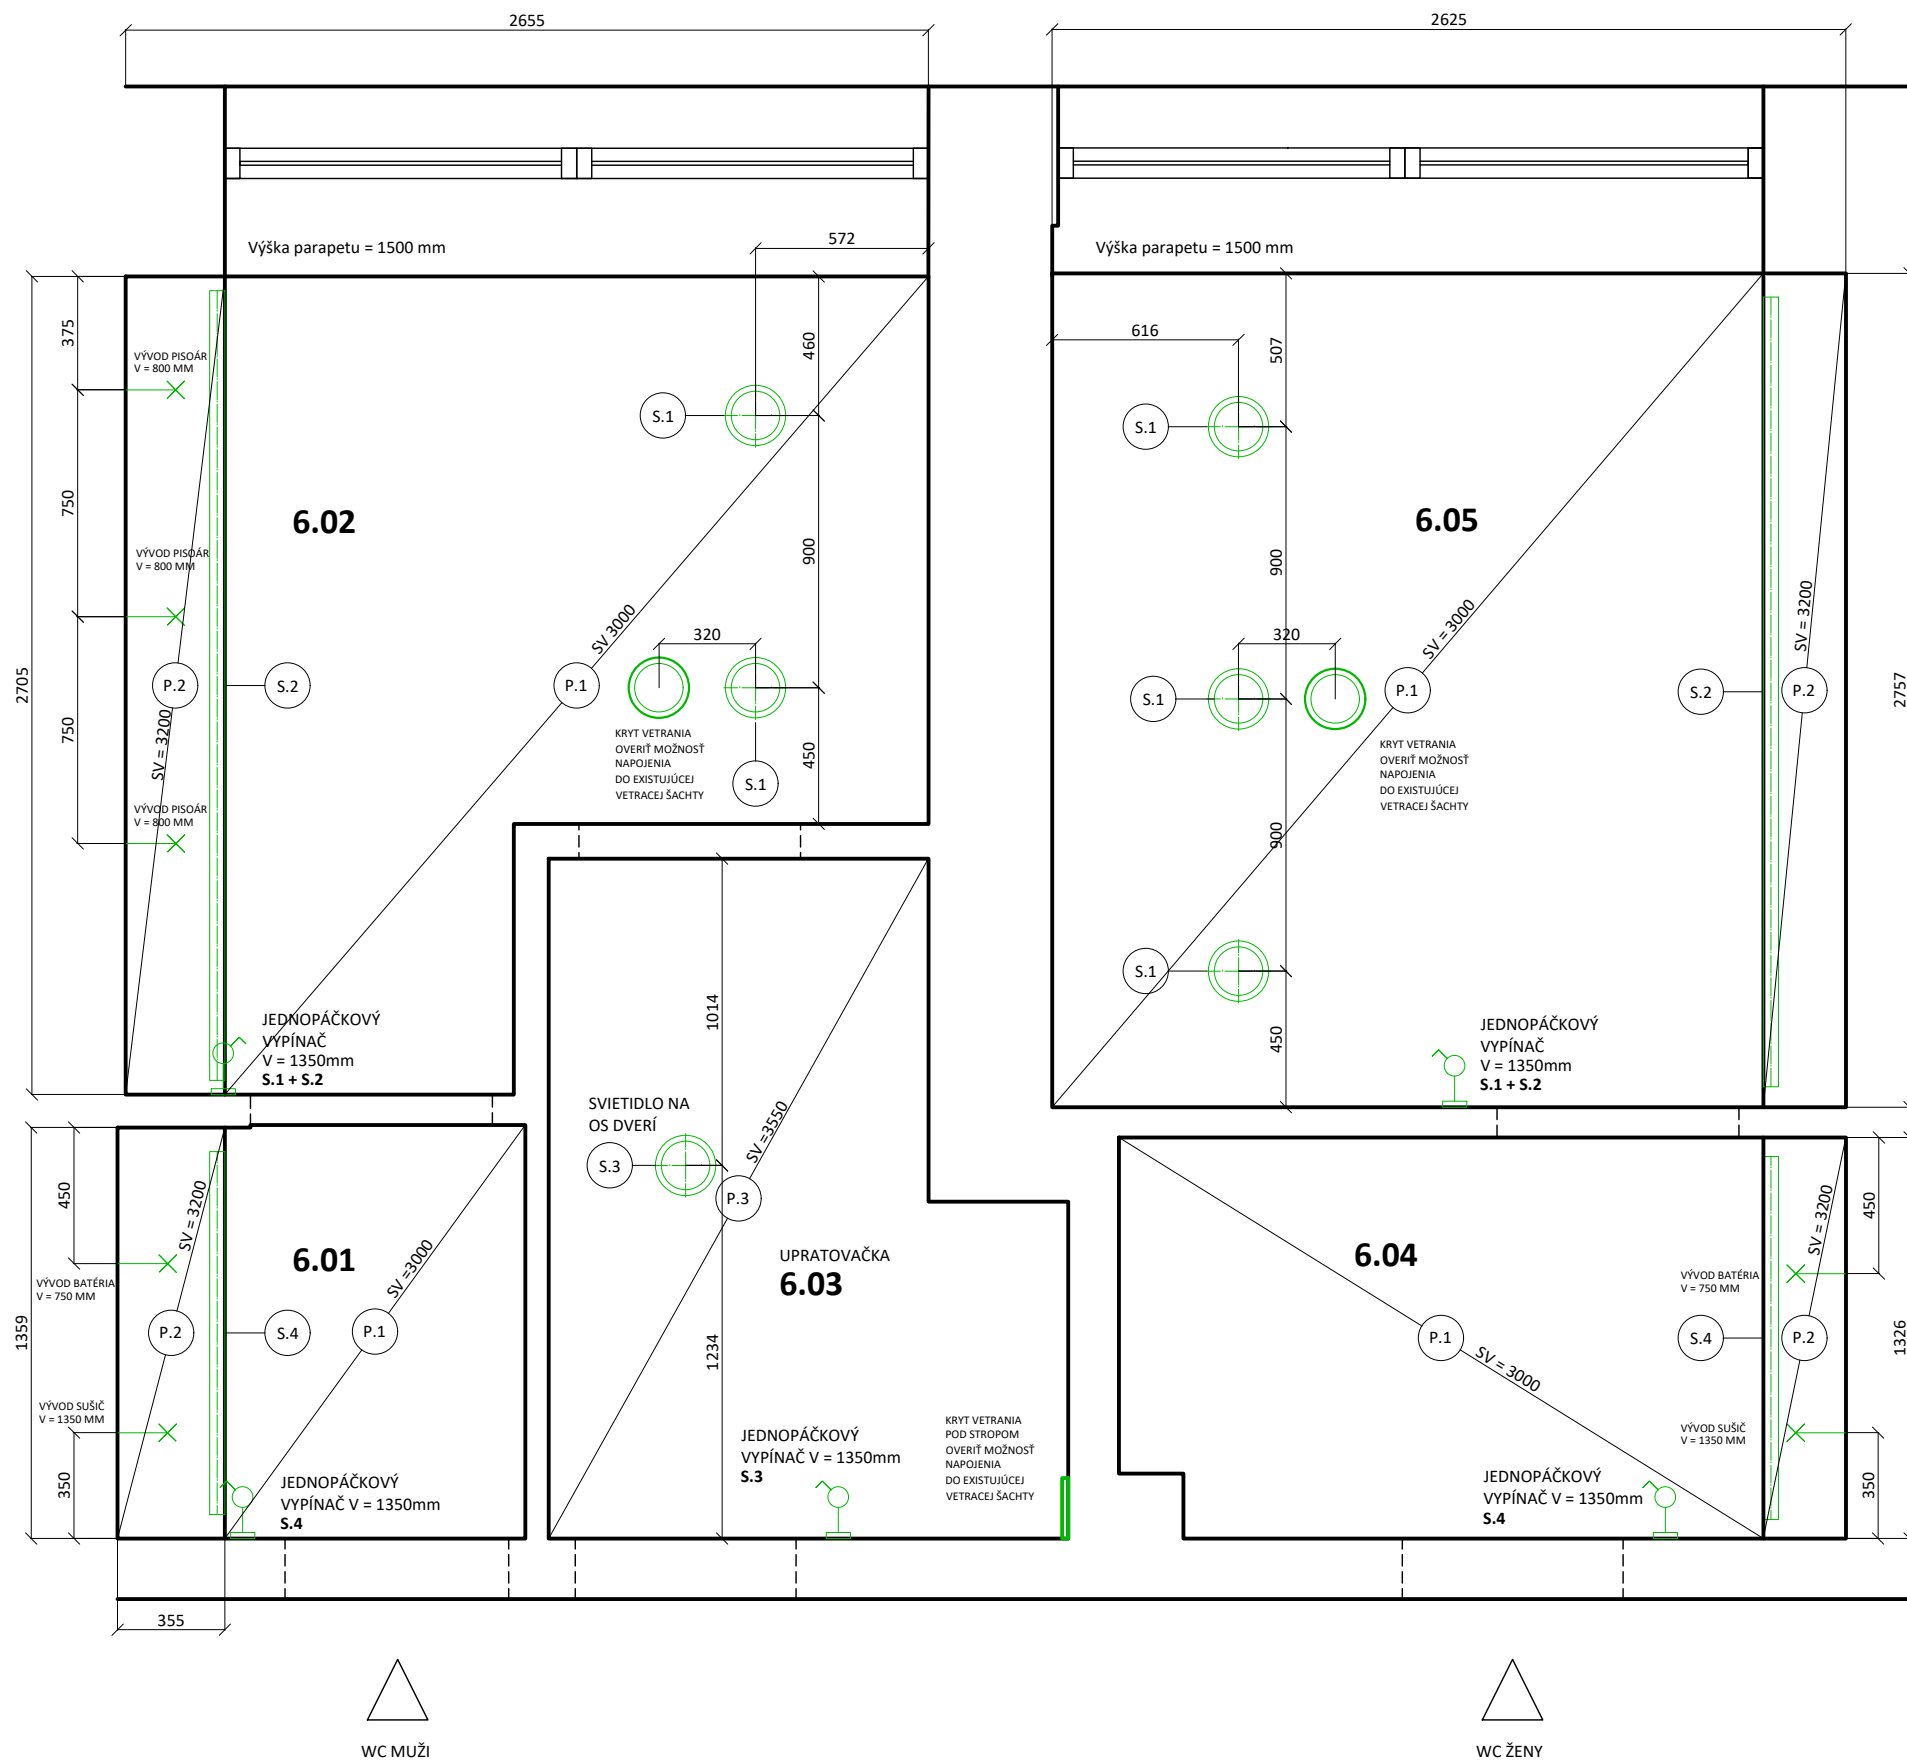 2655
2625
Výška parapetu = 1500 mm
572
Výška parapetu = 1500 mm
375
VÝVOD PISOÁR
V = 800 MM
460
S.1
616
507
S.1
750
6.02
900
6.05
900
VÝVOD PISOÁR
V = 800 MM
SV 3000
320
SV = 3000
320
SV = 3200
2705
P.2
S.2
P.1
S.1
P.1
S.2
P.2
2757
750
SV = 3200
KRYT VETRANIA
OVERIŤ MOŽNOSŤ
NAPOJENIA
DO EXISTUJÚCEJ
VETRACEJ ŠACHTY
450
S.1
KRYT VETRANIA
OVERIŤ MOŽNOSŤ
NAPOJENIA
DO EXISTUJÚCEJ
VETRACEJ ŠACHTY
VÝVOD PISOÁR
V = 800 MM
900
S.1
1014
450
JEDNOPÁČKOVÝ
VYPÍNAČ
V = 1350mm
S.1 + S.2
JEDNOPÁČKOVÝ
VYPÍNAČ
V = 1350mm
S.1 + S.2
SVIETIDLO NA
OS DVERÍ
S.3
SV =3550
P.3
450
SV = 3200
6.01
SV =3000
UPRATOVAČKA
6.03
6.04
SV = 3200
450
VÝVOD BATÉRIA
V = 750 MM
VÝVOD BATÉRIA
V = 750 MM
1359
P.2
S.4
P.1
1234
P.1
SV = 3000
S.4
P.2
1326
VÝVOD SUŠIČ
V = 1350 MM
VÝVOD SUŠIČ
V = 1350 MM
350
JEDNOPÁČKOVÝ
VYPÍNAČ V = 1350mm
S.4
JEDNOPÁČKOVÝ
VYPÍNAČ V = 1350mm
S.3
KRYT VETRANIA
POD STROPOM
OVERIŤ MOŽNOSŤ
NAPOJENIA
DO EXISTUJÚCEJ
VETRACEJ ŠACHTY
JEDNOPÁČKOVÝ
VYPÍNAČ V = 1350mm
S.4
350
355
WC MUŽI
WC ŽENY